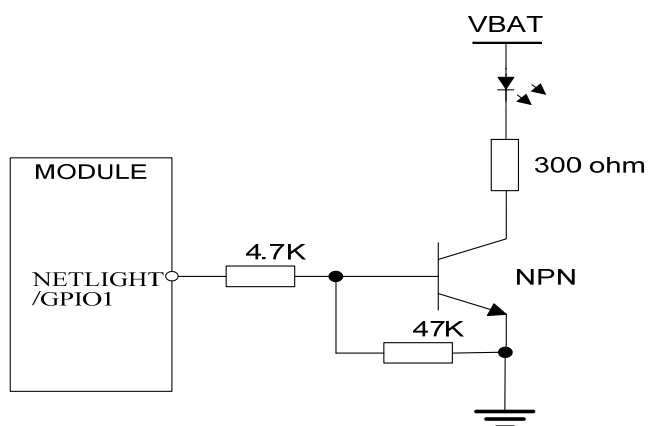 VBAT
300 ohm
MODULE
4.7K
NETLIGHT
/GPIO1
NPN
47K